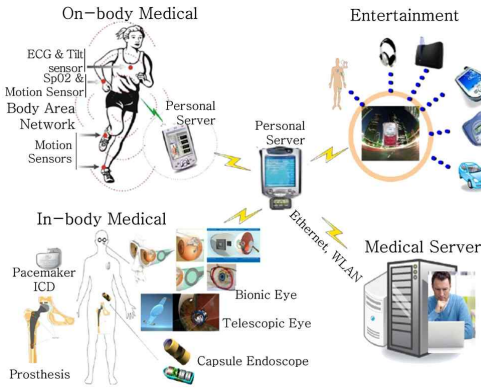 On-body Medical
ECG & Tilt
sensor
Sp02 &
Motion Sensor
Body Area
Network
Motion
Sensors
Personal
Server
Entertainment
Personal
Server
Ethernet, WLAN
In-body Medical
Pacemaker
ICD
Prosthesis
Bionic Eye
Telescopic Eye
Capsule Endoscope
Medical Server